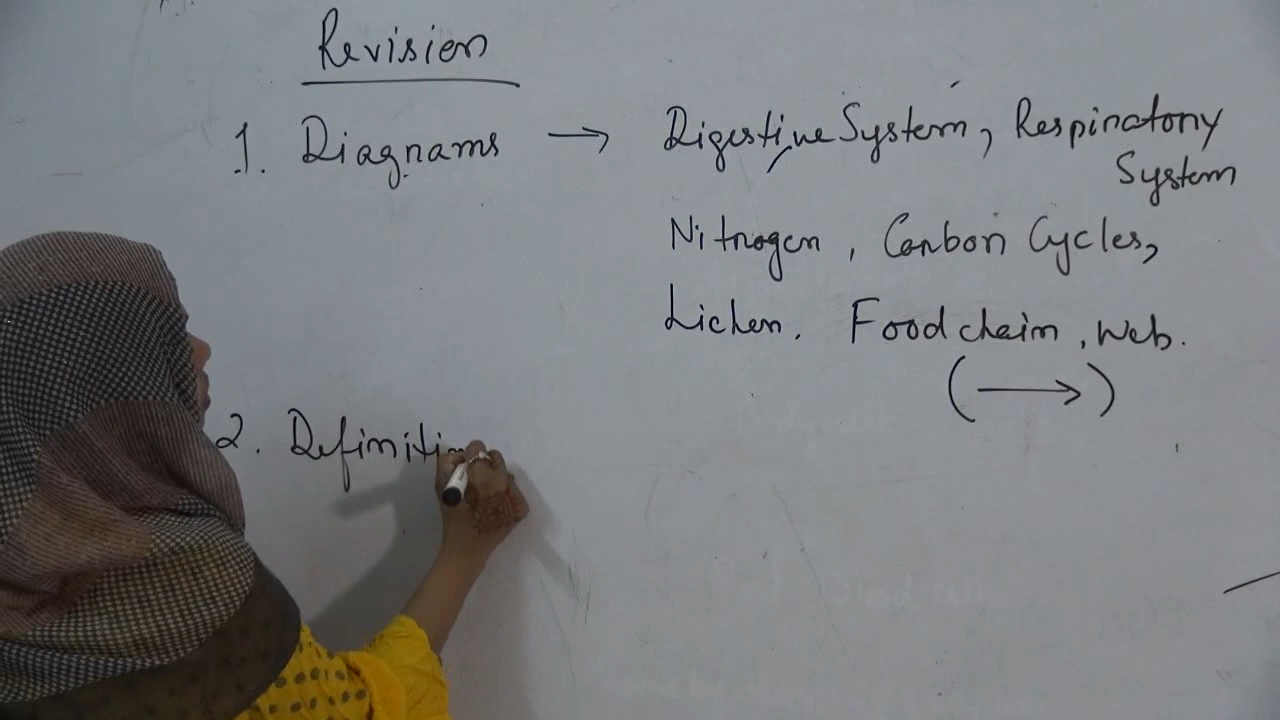 Revision
1. Diagrams → Digestive System, Respiratory
System
Nitrogen, Carbon Cycles,
Lichen. Food chain, Web.
(→)
2. Definiti